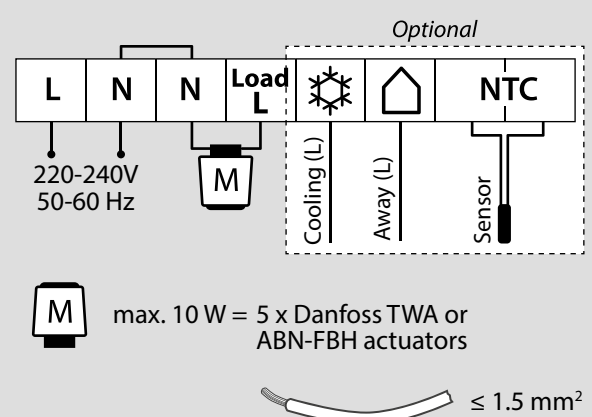 Optional
L N N Load L NTC
220-240V
50-60 Hz
M
Cooling (L)
Away (L)
Sensor
M
max. 10 W = 5 x Danfoss TWA or
ABN-FBH actuators
≤ 1.5 mm²